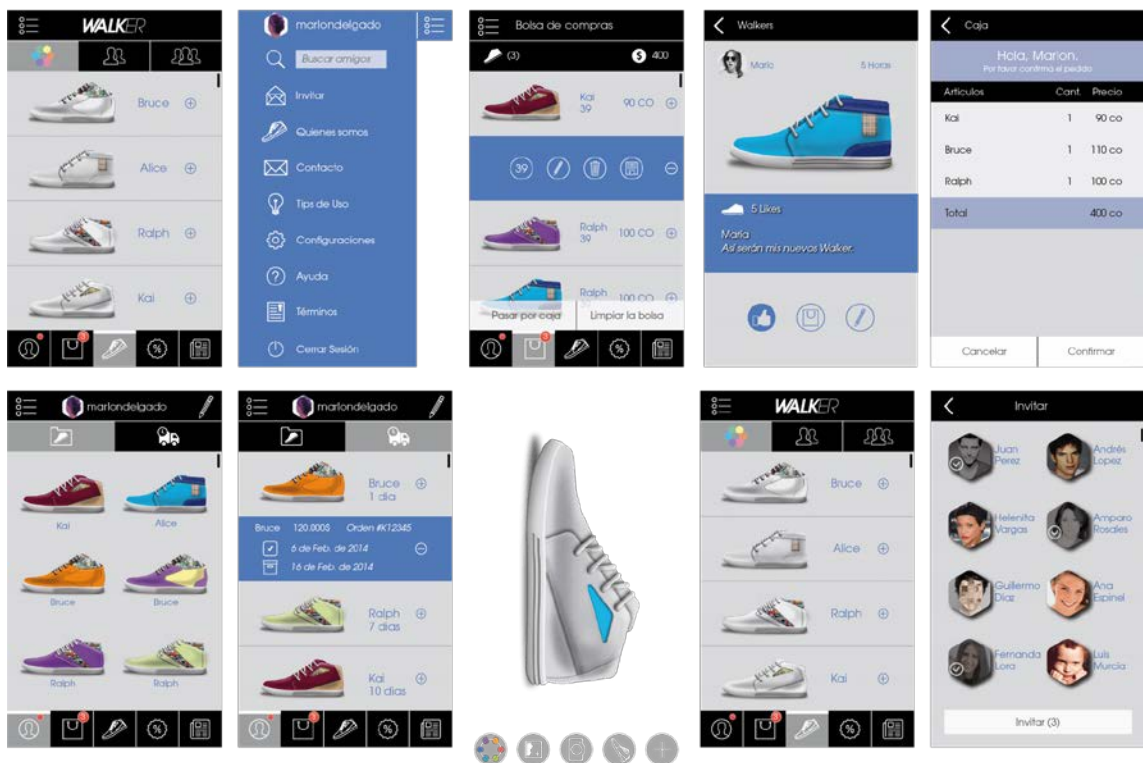 WALKER
Bruce
Alice
Ralph
Kai
marlondelgado
Buscar amigos
Invitar
Quienes somos
Contacto
Tips de Uso
Configuraciones
Ayuda
Términos
Cerrar Sesión
Bolsa de compras
(3)
$ 400
Kai
39
90 CO
39
Ralph
39
100 CO
Ralph
100 CO
Pasar por caja
Limpiar la bolsa
3
%
Walkers
Maria
5 Horas
5 Likes
Maria
Así serán mis nuevos Walker.
Caja
Hola, Marlon.
Por favor confirma el pedido
Artículos Cant. Precio
Kai 1 90 co
Bruce 1 110 co
Ralph 1 100 co
Total 400 co
Cancelar
Confirmar
marlondelgado
Kai
Alice
Bruce
Bruce
Ralph
Ralph
3
%
marlondelgado
Bruce
1 dia
Bruce 120.000$ Orden #K12345
6 de Feb. de 2014
16 de Feb. de 2014
Ralph
7 dias
Kai
10 dias
%
WALKER
Bruce
Alice
Ralph
Kai
3
%
Invitar
Juan
Perez
Andrés
Lopez
Helenita
Vargas
Amparo
Rosales
Guillermo
Diaz
Ana
Espinel
Fernanda
Lora
Luis
Murcia
Invitar (3)